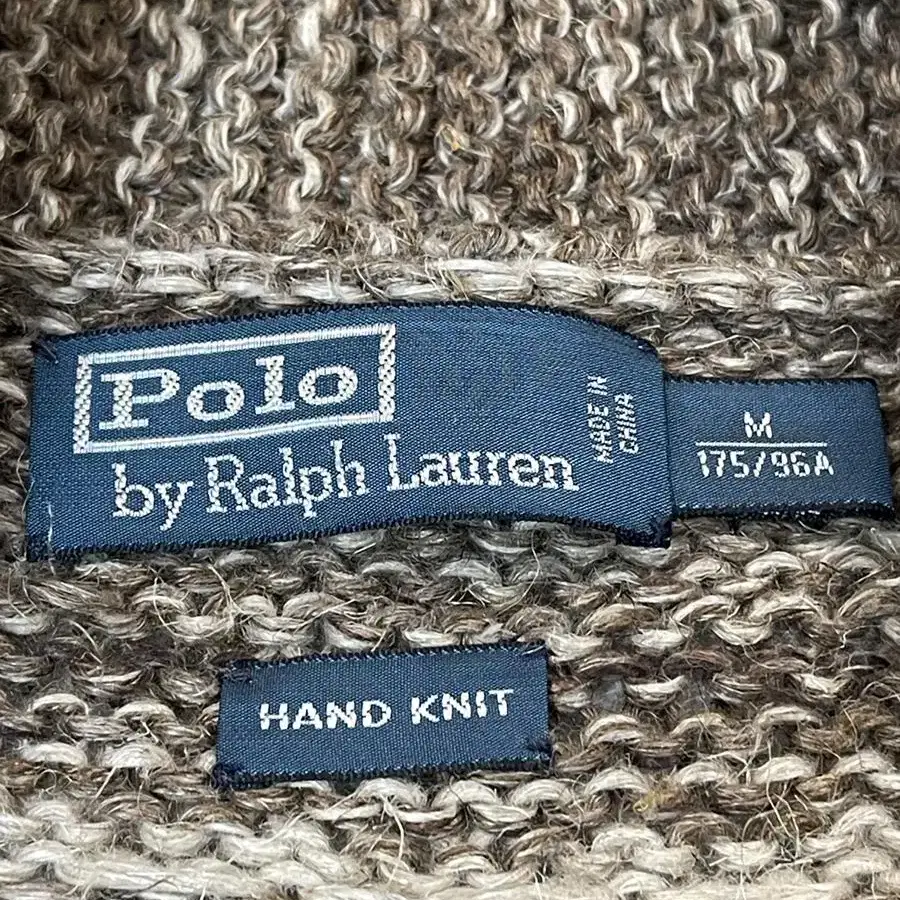 Polo
by Ralph Lauren
MADE IN
CHINA
M
175/96A
HAND KNIT